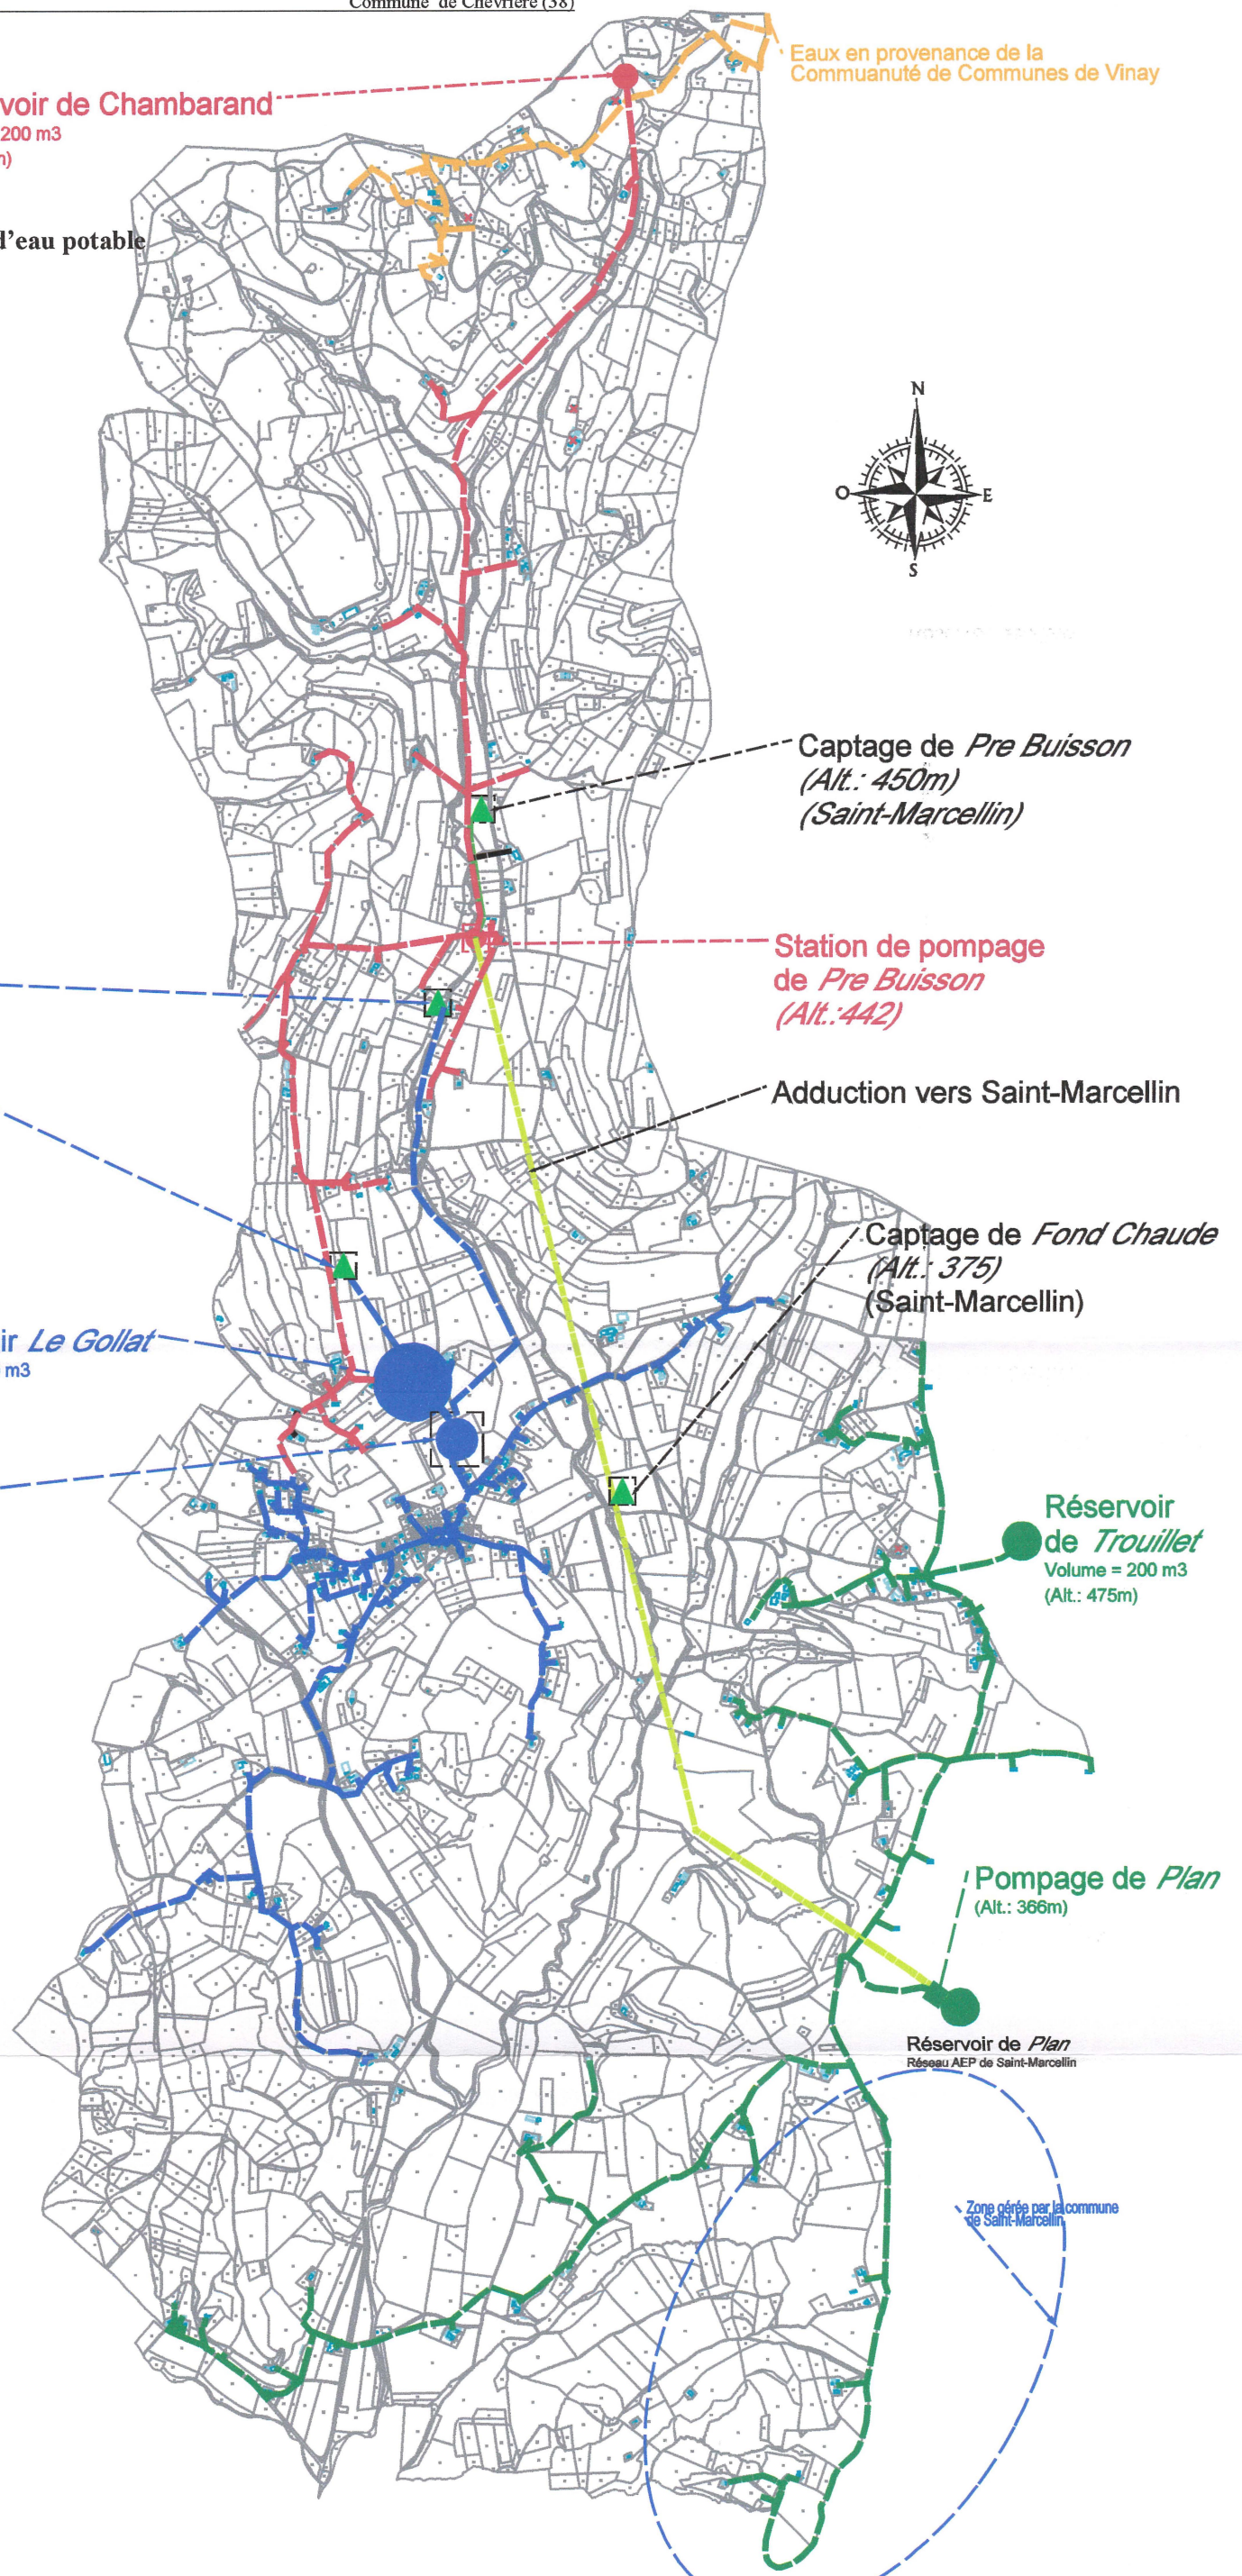 Commune de Chevrière (38)
Eaux en provenance de la
Commuanuté de Communes de Vinay
voir de Chambarand
200 m3
d'eau potable
N
O
E
S
Captage de Pre Buisson
(Alt.: 450m)
(Saint-Marcellin)
Station de pompage
de Pre Buisson
(Alt.:442)
Adduction vers Saint-Marcellin
Captage de Fond Chaude
(Alt.: 375)
(Saint-Marcellin)
ir Le Gollat
m3
Réservoir
de Trouillet
Volume = 200 m3
(Alt.: 475m)
Pompage de Plan
(Alt.: 366m)
Réservoir de Plan
Réseau AEP de Saint-Marcellin
Zone gérée par la commune
de Saint-Marcellin